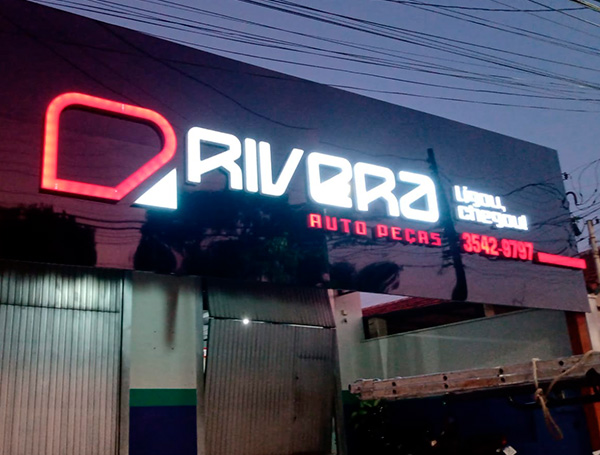 RIVERA
AUTO PEÇAS
Ligou,
chegou!
3542-9797